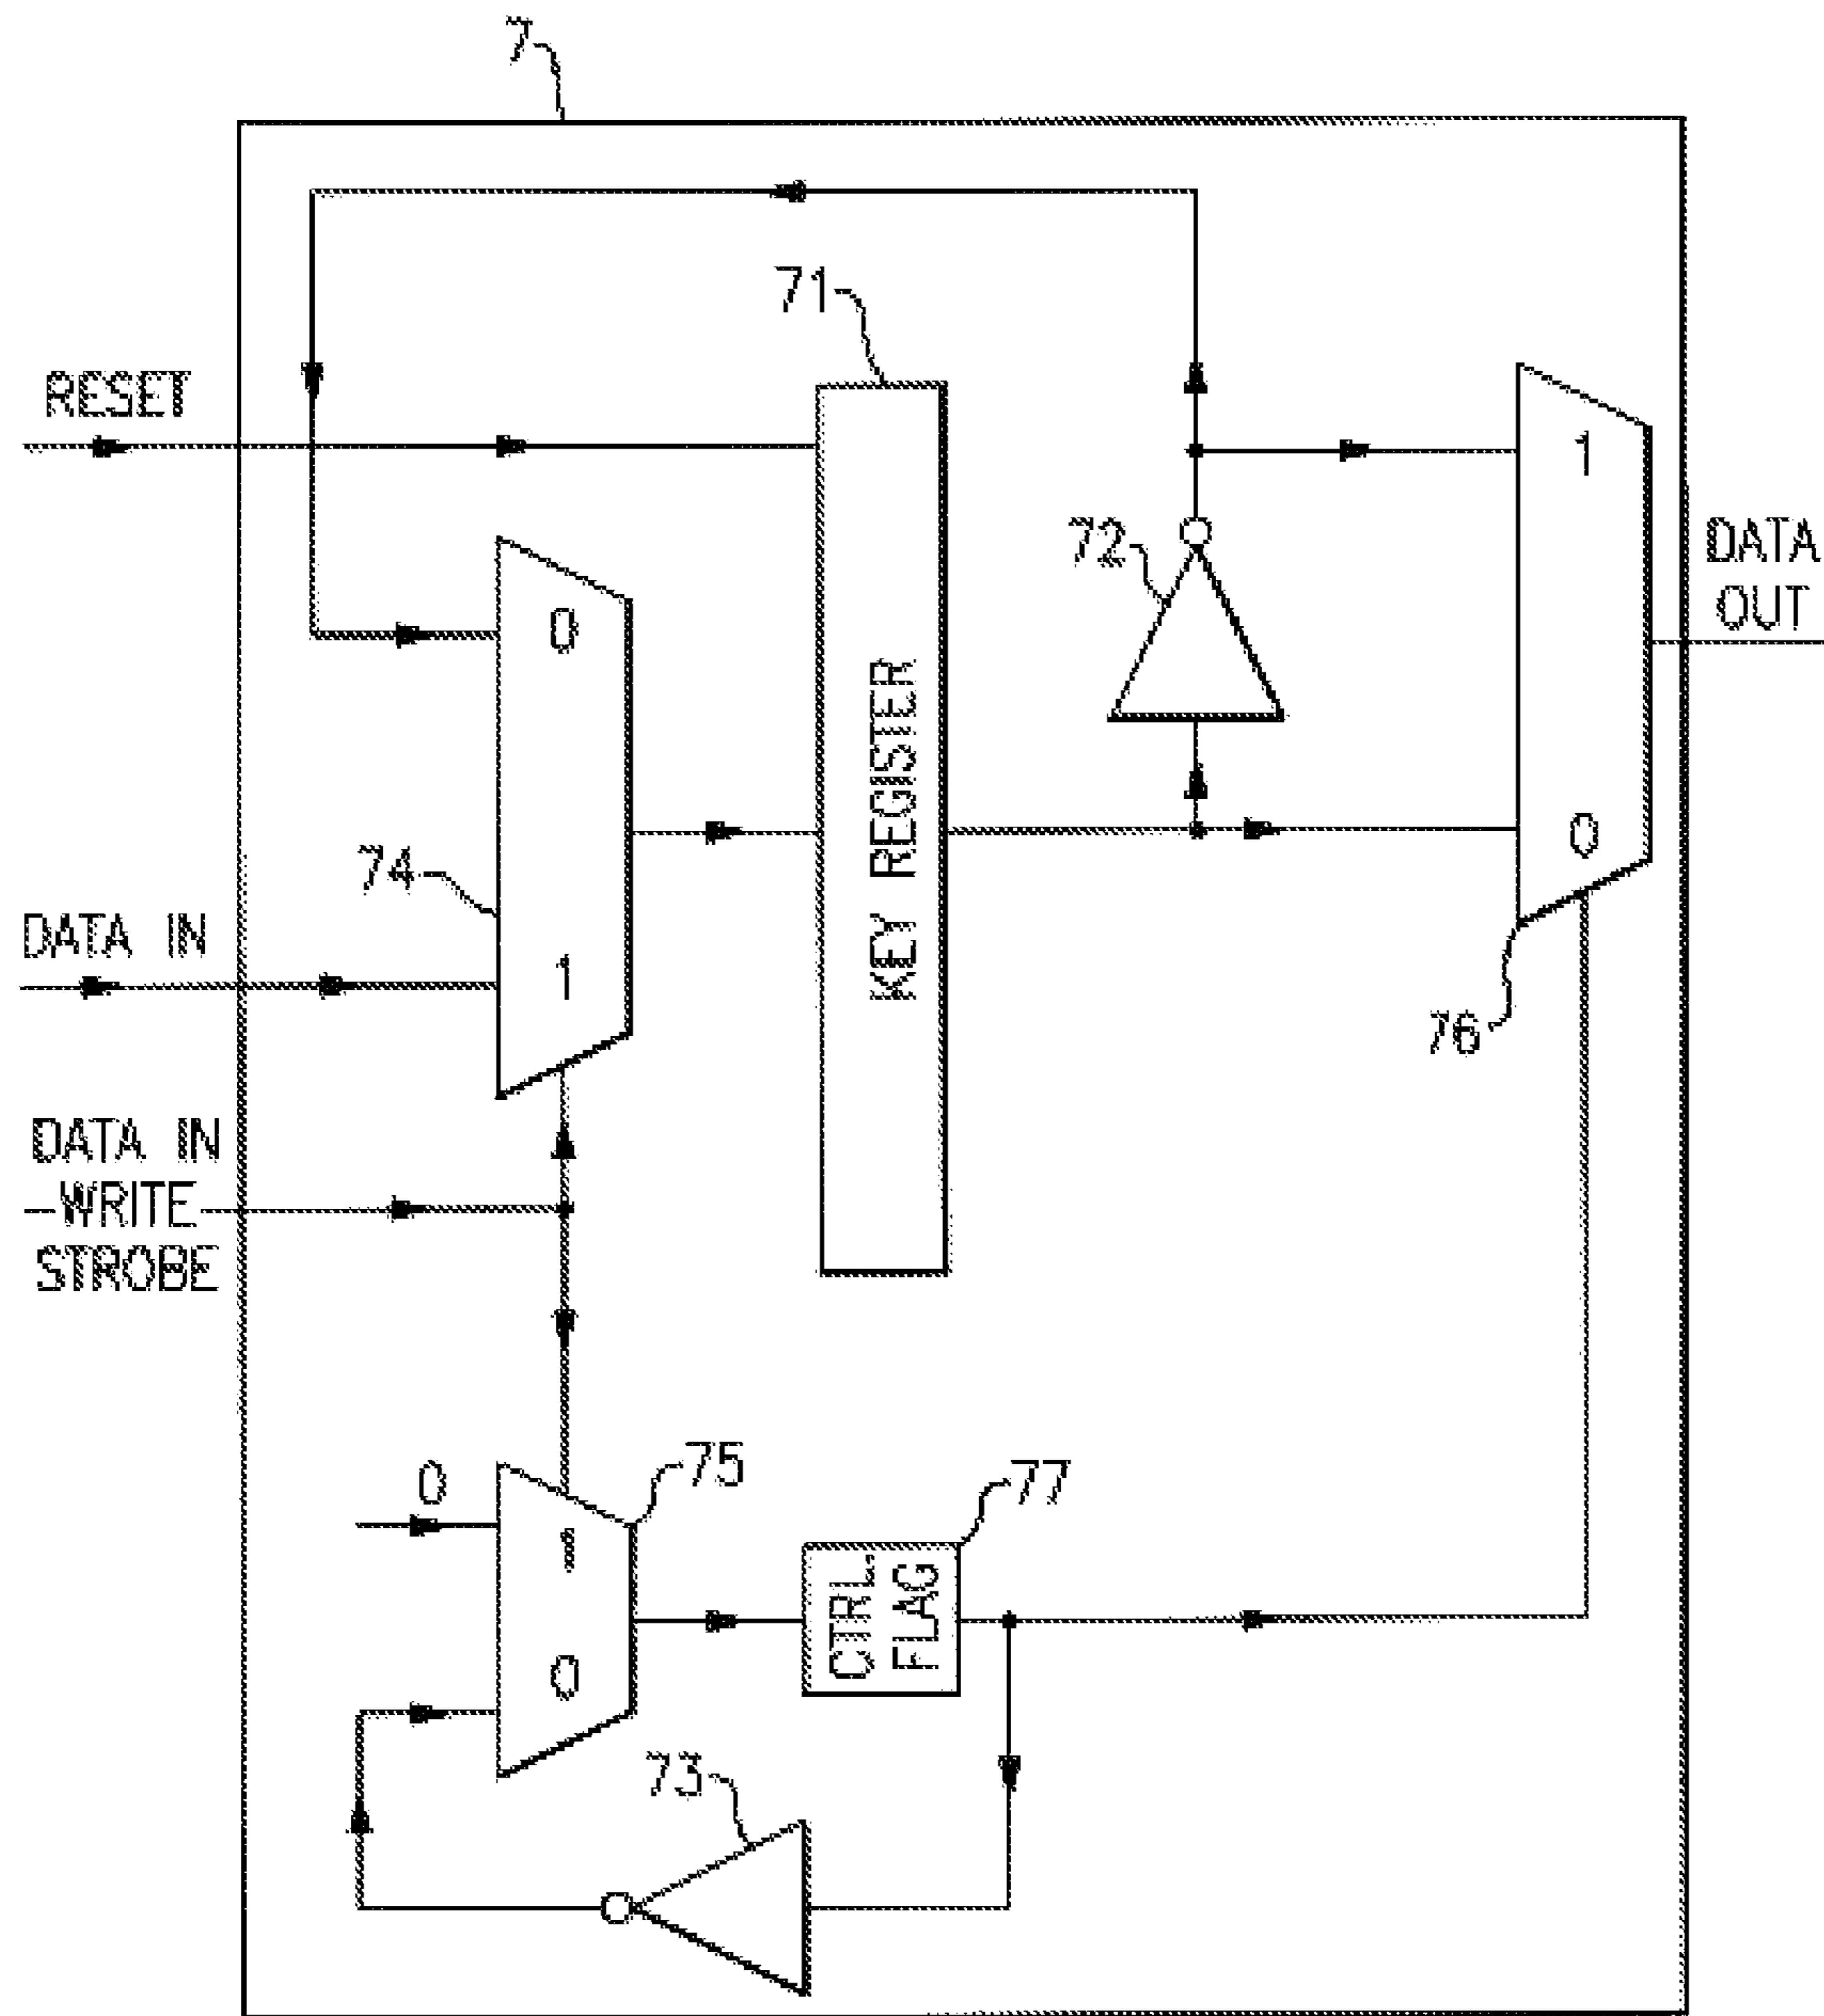 7
71
RESET
1
72
DATA
OUT
0
KEY REGISTER
74
0
DATA IN
1
76
DATA IN
WRITE
STROBE
0
75
77
1
CTRL.
FLAG
0
73